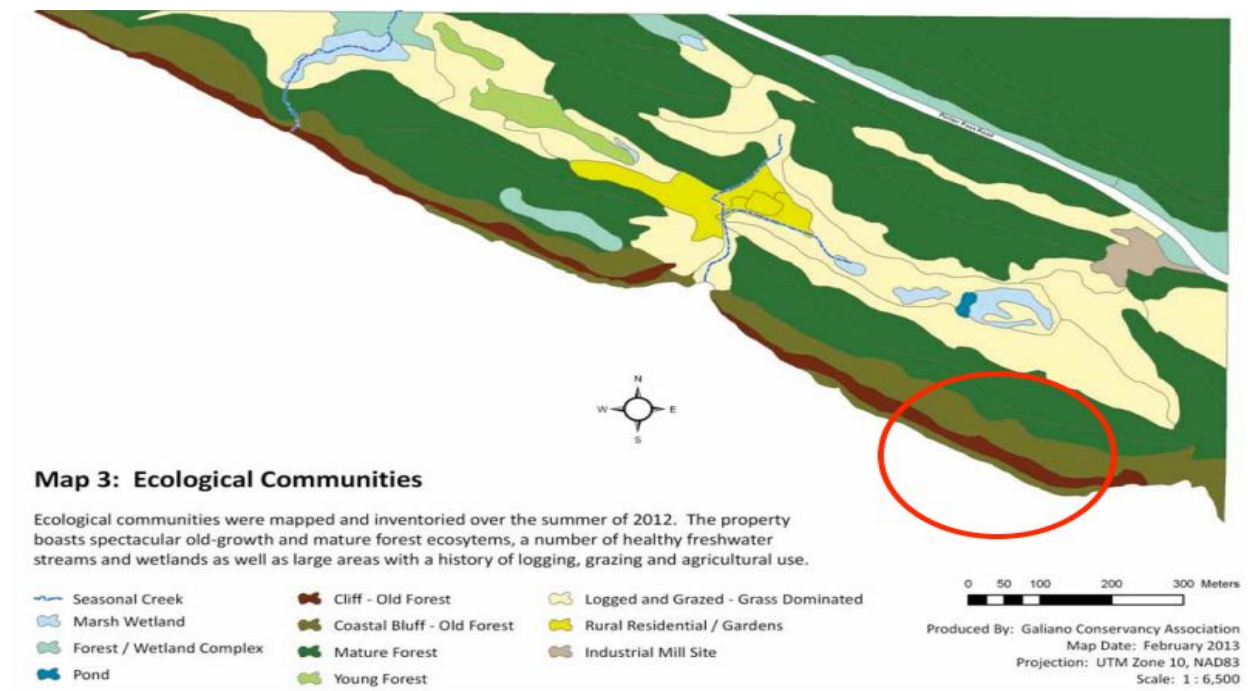 Porlier Pass Road
N
W E
S
Map 3: Ecological Communities
Ecological communities were mapped and inventoried over the summer of 2012. The property
boasts spectacular old-growth and mature forest ecosytems, a number of healthy freshwater
streams and wetlands as well as large areas with a history of logging, grazing and agricultural use.
Seasonal Creek
Marsh Wetland
Forest / Wetland Complex
Pond
Cliff - Old Forest
Coastal Bluff - Old Forest
Mature Forest
Young Forest
Logged and Grazed - Grass Dominated
Rural Residential / Gardens
Industrial Mill Site
0 50 100 200 300 Meters
Produced By: Galiano Conservancy Association
Map Date: February 2013
Projection: UTM Zone 10, NAD83
Scale: 1 : 6,500